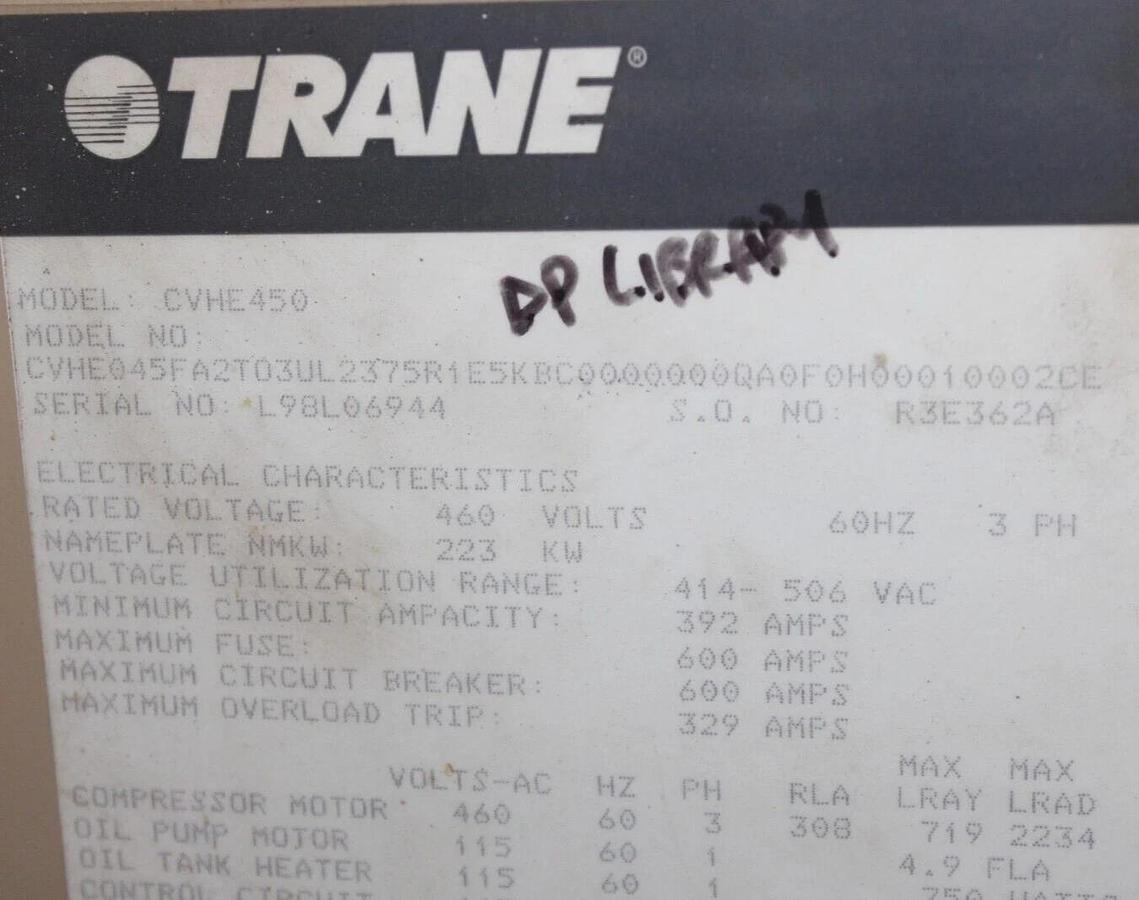 TRANE®
DP LIBRARY
MODEL: CVHE450
MODEL NO:
CVHE045FA2T03UL2375R1E5KBC0000000QA0F0H00010002CE
SERIAL NO: L98L06944 S.O. NO: R3E362A
ELECTRICAL CHARACTERISTICS
RATED VOLTAGE: 460 VOLTS 60HZ 3 PH
NAMEPLATE NMKW: 223 KW
VOLTAGE UTILIZATION RANGE: 414- 506 VAC
MINIMUM CIRCUIT AMPACITY: 392 AMPS
MAXIMUM FUSE: 600 AMPS
MAXIMUM CIRCUIT BREAKER: 600 AMPS
MAXIMUM OVERLOAD TRIP: 329 AMPS
MAX MAX
VOLTS-AC HZ PH RLA LRAY LRAD
COMPRESSOR MOTOR 460 60 3 308 719 2234
OIL PUMP MOTOR 115 60 1 4.9 FLA
OIL TANK HEATER 115 60 1 750
CONTROL CIRCUIT